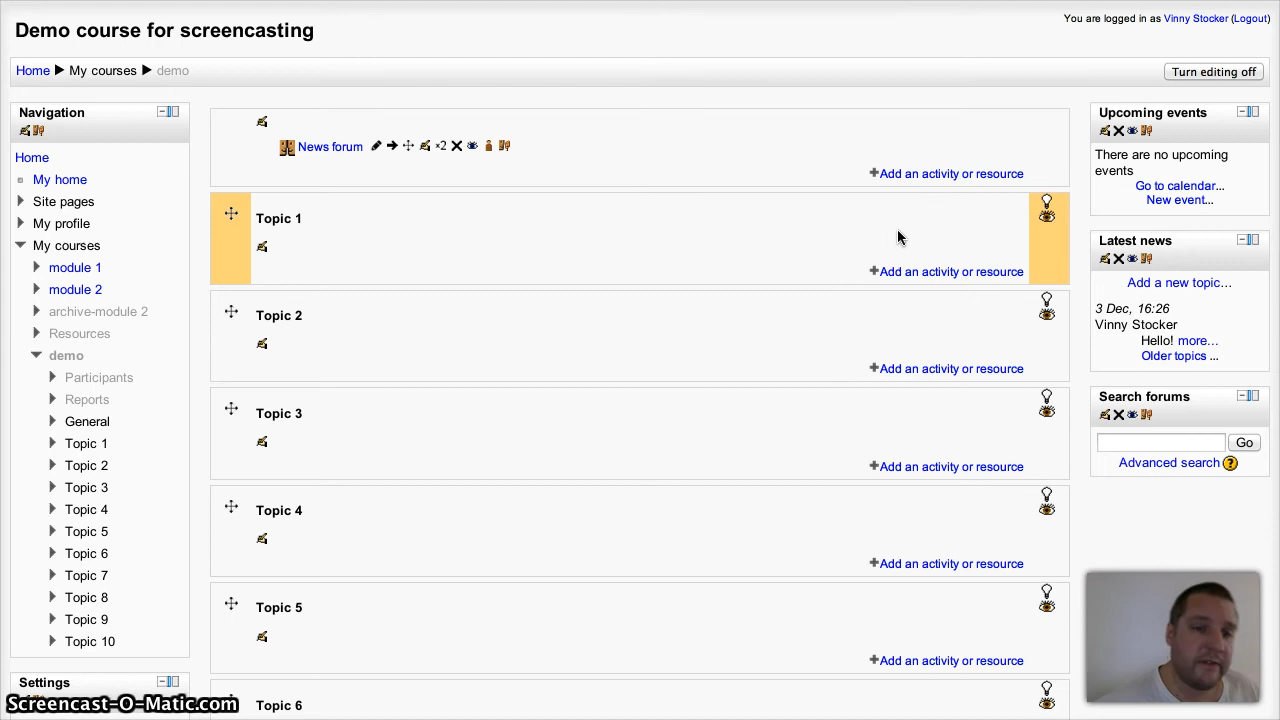 Demo course for screencasting
You are logged in as Vinny Stocker (Logout)
Home ▶ My courses ▶ demo
Turn editing off
Navigation
Home
My home
Site pages
My profile
My courses
module 1
module 2
archive-module 2
Resources
demo
Participants
Reports
General
Topic 1
Topic 2
Topic 3
Topic 4
Topic 5
Topic 6
Topic 7
Topic 8
Topic 9
Topic 10
Settings
News forum
×2
Add an activity or resource
Topic 1
Add an activity or resource
Topic 2
Add an activity or resource
Topic 3
Add an activity or resource
Topic 4
Add an activity or resource
Topic 5
Add an activity or resource
Topic 6
Upcoming events
There are no upcoming
events
Go to calendar...
New event...
Latest news
Add a new topic...
3 Dec, 16:26
Vinny Stocker
Hello! more...
Older topics ...
Search forums
Go
Advanced search ?
Screencast-O-Matic.com